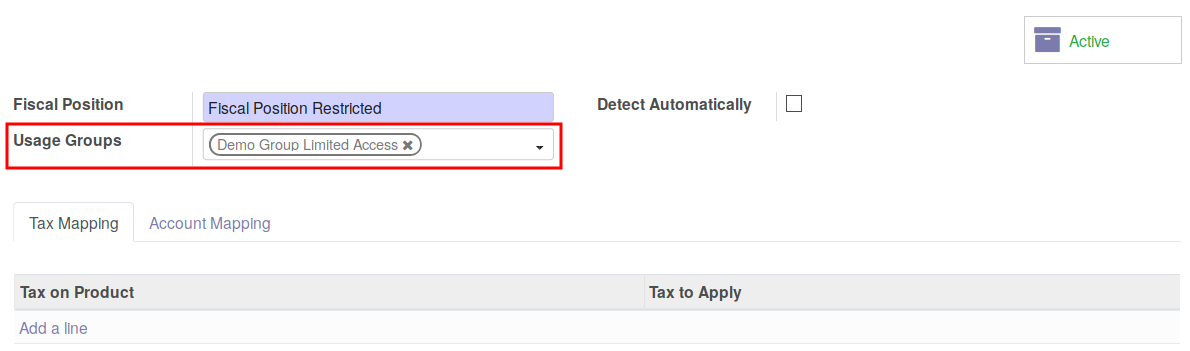 Active
Fiscal Position Fiscal Position Restricted Detect Automatically
Usage Groups Demo Group Limited Access
Tax Mapping Account Mapping
Tax on Product Tax to Apply
Add a line